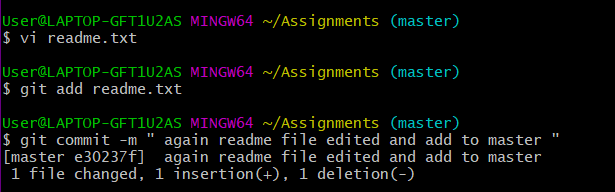 User@LAPTOP-GFT1U2AS MINGW64 ~/Assignments (master)
$ vi readme.txt
User@LAPTOP-GFT1U2AS MINGW64 ~/Assignments (master)
$ git add readme.txt
User@LAPTOP-GFT1U2AS MINGW64 ~/Assignments (master)
$ git commit -m " again readme file edited and add to master "
[master e30237f]  again readme file edited and add to master
 1 file changed, 1 insertion(+), 1 deletion(-)